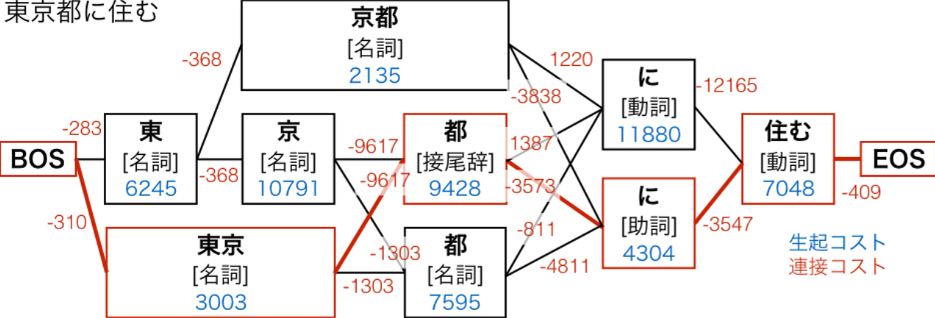 東京都に住む
京都
[名詞]
2135
-368
1220
-3838
に
[動詞]
11880
-12165
-283
BOS
東
[名詞]
6245
-368
京
[名詞]
10791
-9617
-9617
都
[接尾辞]
9428
1387
-3573
住む
[動詞]
7048
EOS
-409
-310
東京
[名詞]
3003
-1303
-1303
都
[名詞]
7595
-811
-4811
に
[助詞]
4304
-3547
生起コスト
連接コスト